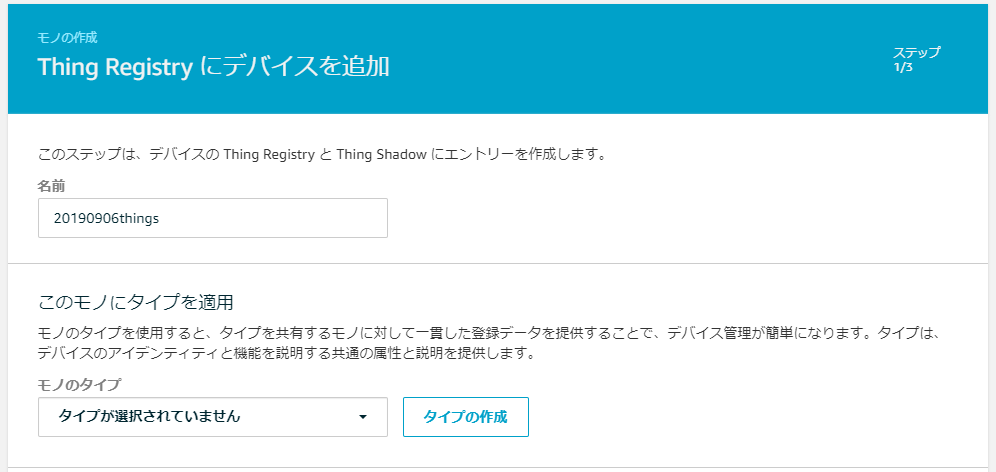 モノの作成
Thing Registry にデバイスを追加
ステップ
1/3
このステップは、デバイスの Thing Registry と Thing Shadow にエントリーを作成します。
名前
20190906things
このモノにタイプを適用
モノのタイプを使用すると、タイプを共有するモノに対して一貫した登録データを提供することで、デバイス管理が簡単になります。タイプは、
デバイスのアイデンティティと機能を説明する共通の属性と説明を提供します。
モノのタイプ
タイプが選択されていません
タイプの作成